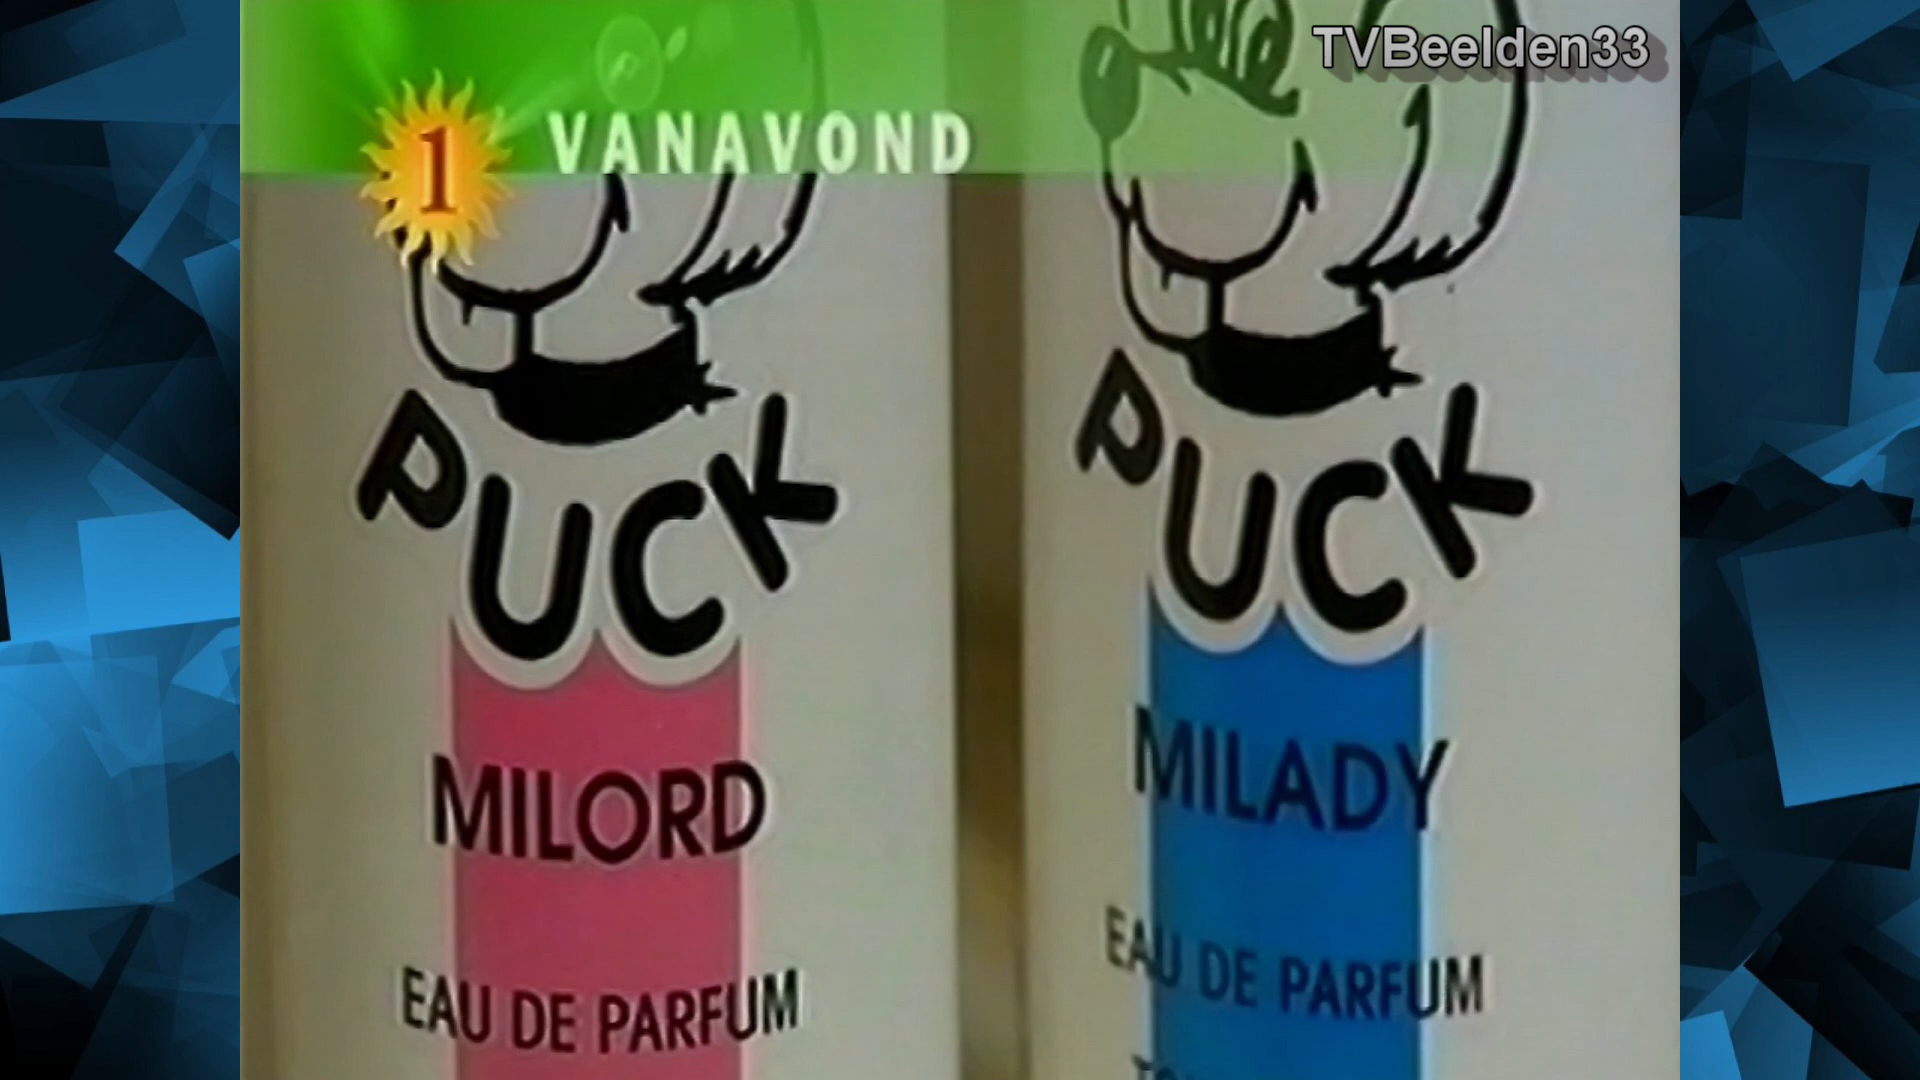 TVBeelden33
1 VANAVOND
PUCK
MILORD
EAU DE PARFUM
PUCK
MILADY
EAU DE PARFUM